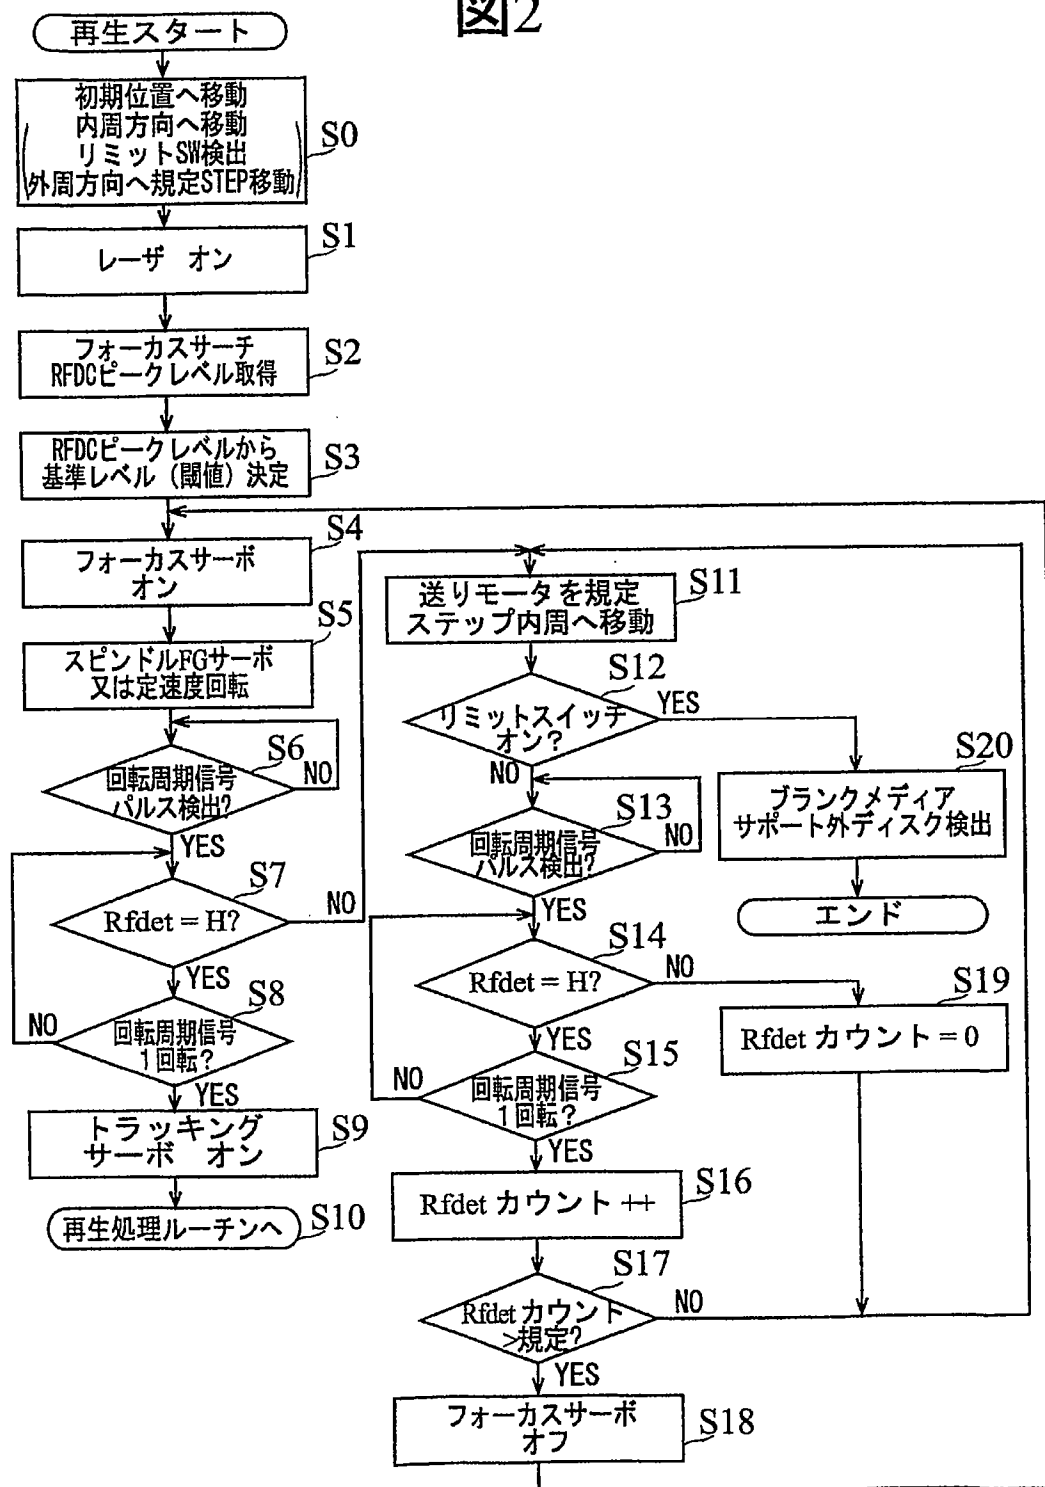 図2
再生スタート
初期位置へ移動
内周方向へ移動
リミットSW検出
外周方向へ規定STEP移動
S0
レーザ オン
S1
フォーカスサーチ
RFDCピークレベル取得
S2
RFDCピークレベルから
基準レベル（閾値）決定
S3
フォーカスサーボ
オン
S4
スピンドルFGサーボ
又は定速度回転
S5
回転周期信号
パルス検出?
S6
NO
YES
Rfdet = H?
S7
NO
YES
回転周期信号
1回転?
S8
NO
YES
トラッキング
サーボ オン
S9
再生処理ルーチンへ
S10
送りモータを規定
ステップ内周へ移動
S11
リミットスイッチ
オン?
S12
YES
NO
回転周期信号
パルス検出?
S13
NO
YES
Rfdet = H?
S14
NO
YES
回転周期信号
1回転?
S15
NO
YES
Rfdet カウント ++
S16
Rfdet カウント
>規定?
S17
NO
YES
フォーカスサーボ
オフ
S18
ブランクメディア
サポート外ディスク検出
S20
エンド
Rfdet カウント = 0
S19